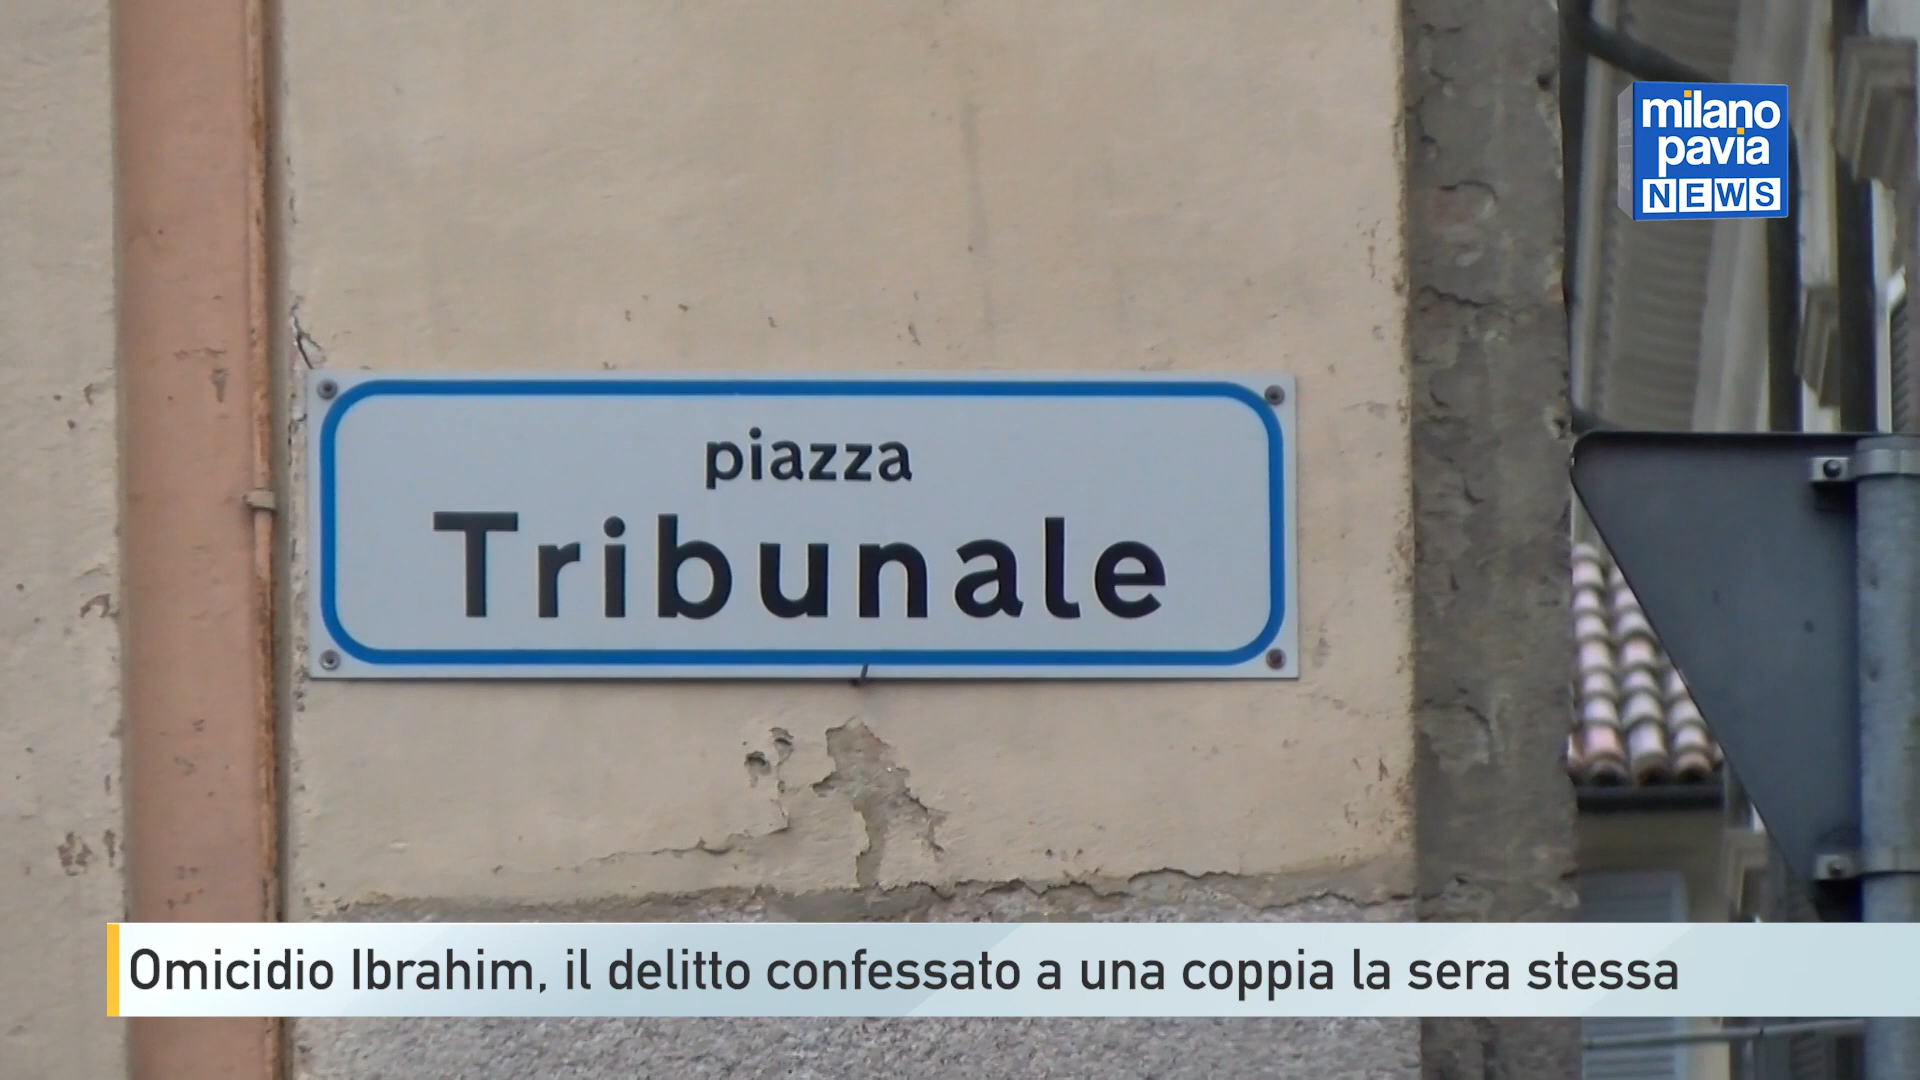 milano
pavia
NEWS
piazza
Tribunale
Omicidio Ibrahim, il delitto confessato a una coppia la sera stessa